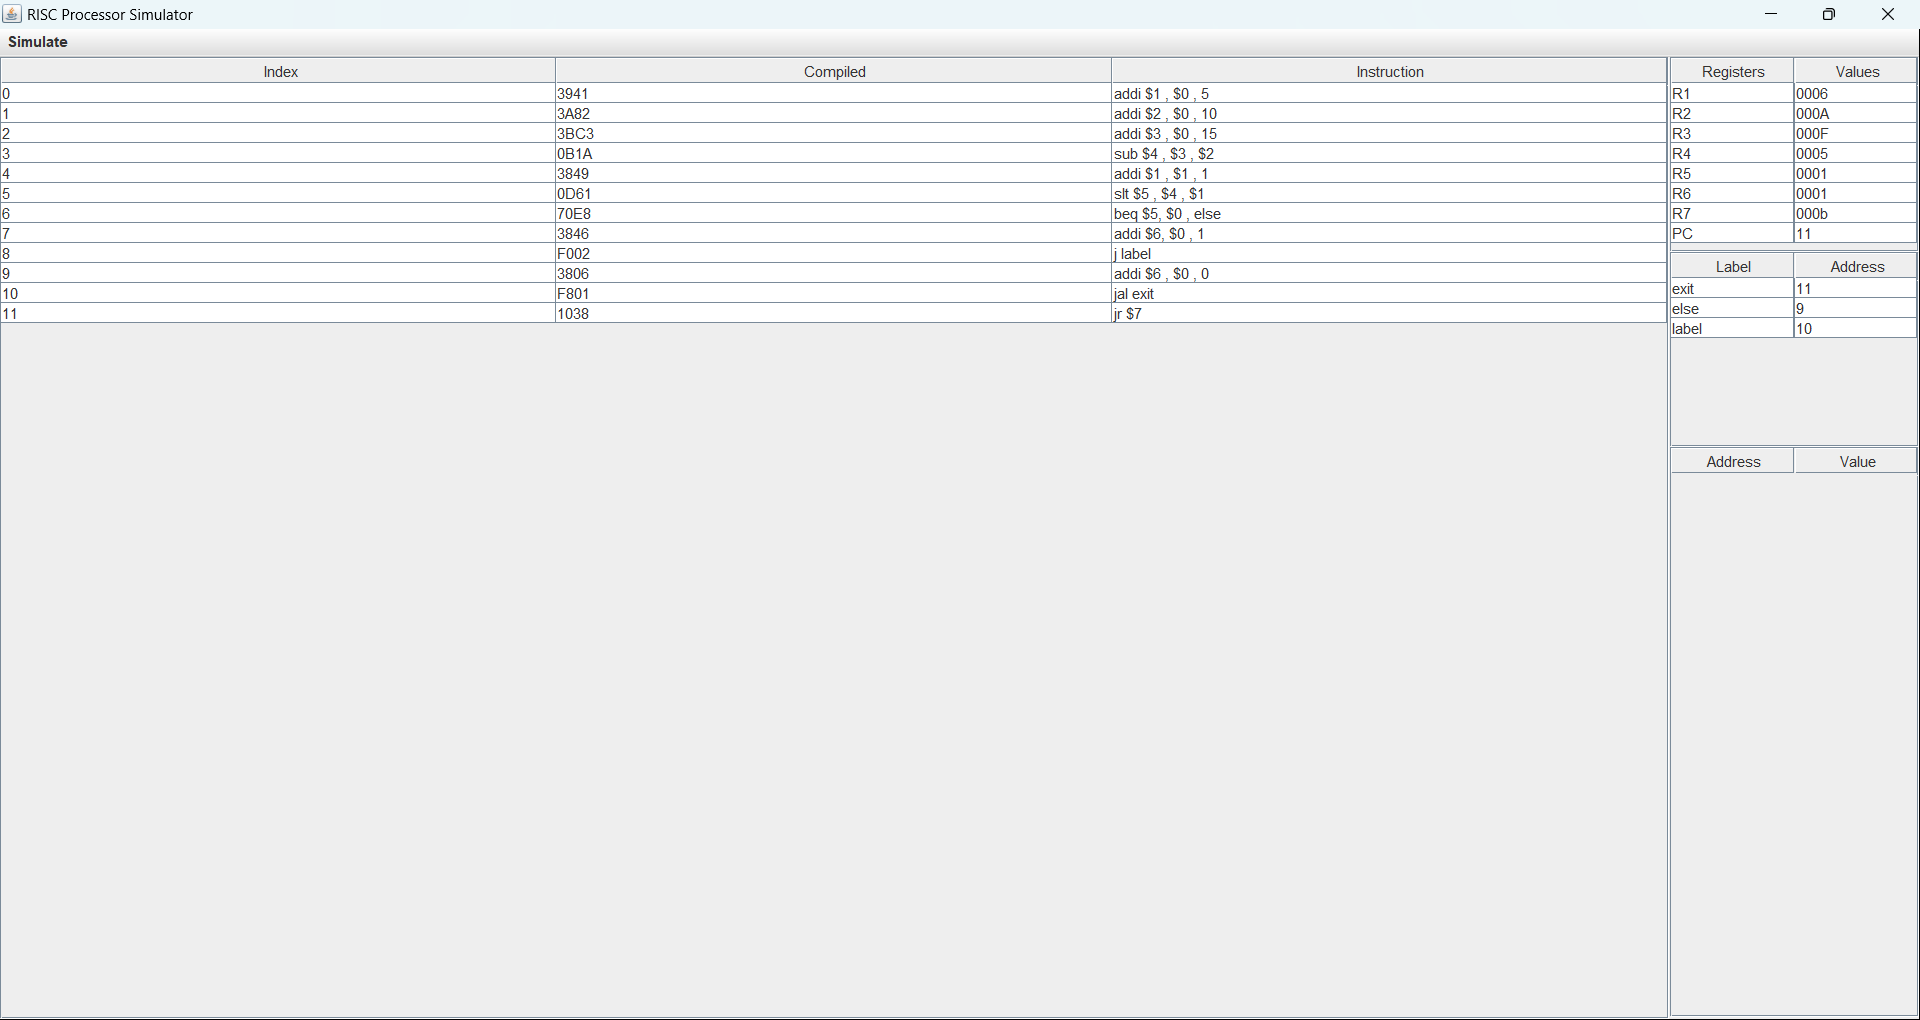 RISC Processor Simulator
Simulate
Index Compiled Instruction
0 3941 addi $1 , $0 , 5
1 3A82 addi $2 , $0 , 10
2 3BC3 addi $3 , $0 , 15
3 0B1A sub $4 , $3 , $2
4 3849 addi $1 , $1 , 1
5 0D61 slt $5 , $4 , $1
6 70E8 beq $5, $0 , else
7 3846 addi $6, $0 , 1
8 F002 j label
9 3806 addi $6 , $0 , 0
10 F801 jal exit
11 1038 jr $7
Registers Values
R1 0006
R2 000A
R3 000F
R4 0005
R5 0001
R6 0001
R7 000b
PC 11
Label Address
exit 11
else 9
label 10
Address Value